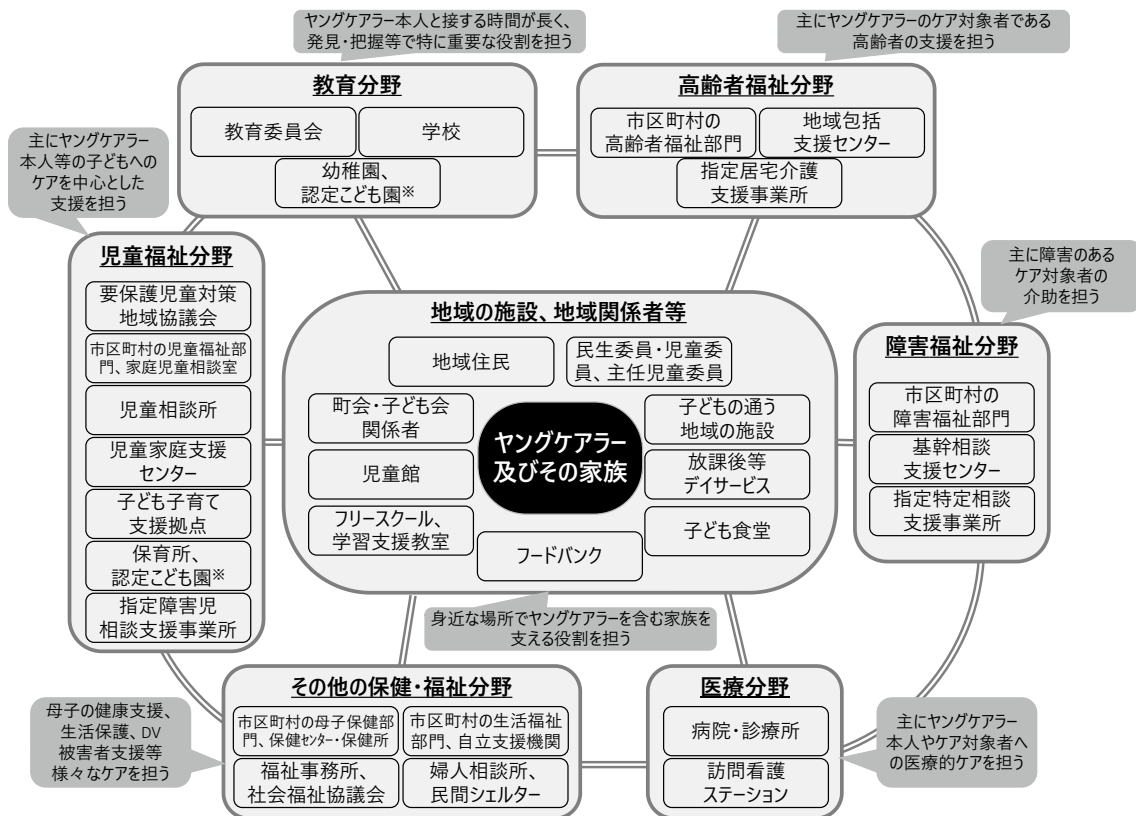 ヤングケアラー本人と接する時間が長く、
発見・把握等で特に重要な役割を担う
主にヤングケアラーのケア対象者である
高齢者の支援を担う
教育分野
教育委員会
学校
幼稚園、
認定こども園※
高齢者福祉分野
市区町村の
高齢者福祉部門
地域包括
支援センター
指定居宅介護
支援事業所
主にヤングケアラー
本人等の子どもへの
ケアを中心とした
支援を担う
児童福祉分野
要保護児童対策
地域協議会
市区町村の児童福祉部
門、家庭児童相談室
児童相談所
児童家庭支援
センター
子ども子育て
支援拠点
保育所、
認定こども園※
指定障害児
相談支援事業所
地域の施設、地域関係者等
地域住民
民生委員・児童委
員、主任児童委員
町会・子ども会
関係者
子どもの通う
地域の施設
ヤングケアラー
及びその家族
児童館
放課後等
デイサービス
フリースクール、
学習支援教室
子ども食堂
フードバンク
身近な場所でヤングケアラーを含む家族を
支える役割を担う
主に障害のある
ケア対象者の
介助を担う
障害福祉分野
市区町村の
障害福祉部門
基幹相談
支援センター
指定特定相談
支援事業所
母子の健康支援、
生活保護、DV
被害者支援等
様々なケアを担う
その他の保健・福祉分野
市区町村の母子保健部
門、保健センター・保健所
市区町村の生活福祉
部門、自立支援機関
福祉事務所、
社会福祉協議会
婦人相談所、
民間シェルター
医療分野
病院・診療所
訪問看護
ステーション
主にヤングケアラー
本人やケア対象者へ
の医療的ケアを担う